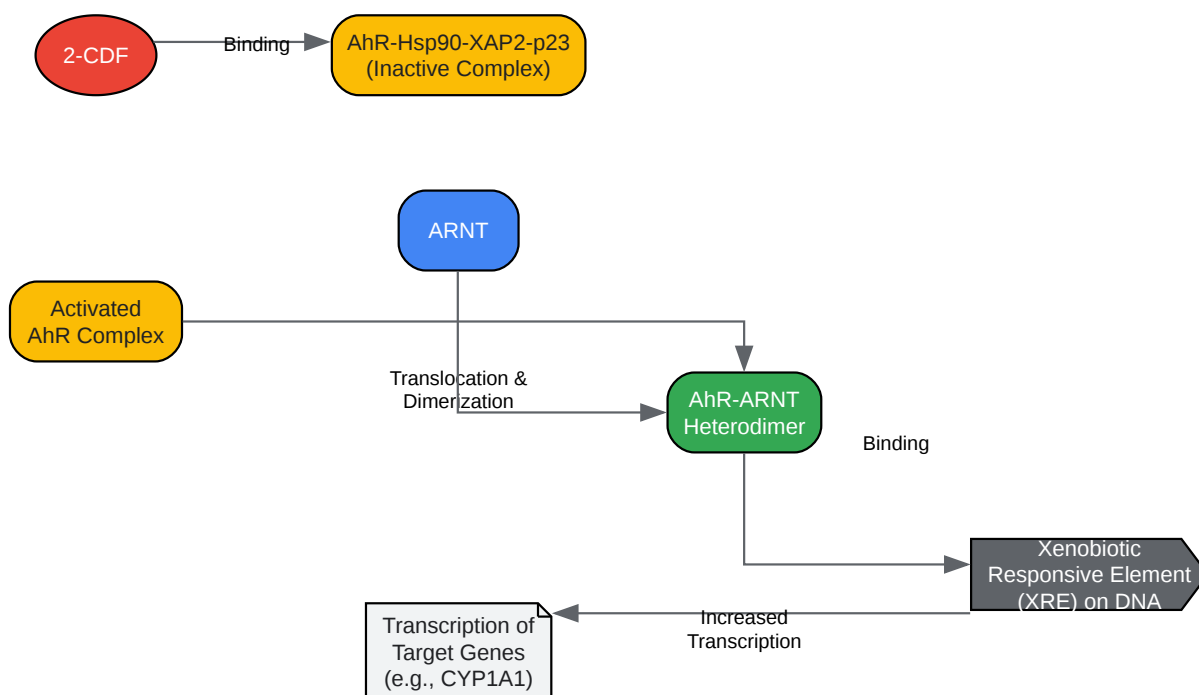 2-CDF
Binding
AhR-Hsp90-XAP2-p23
(Inactive Complex)
ARNT
Activated
AhR Complex
Translocation &
Dimerization
AhR-ARNT
Heterodimer
Binding
Xenobiotic
Responsive Element
(XRE) on DNA
Increased
Transcription
Transcription of
Target Genes
(e.g., CYP1A1)